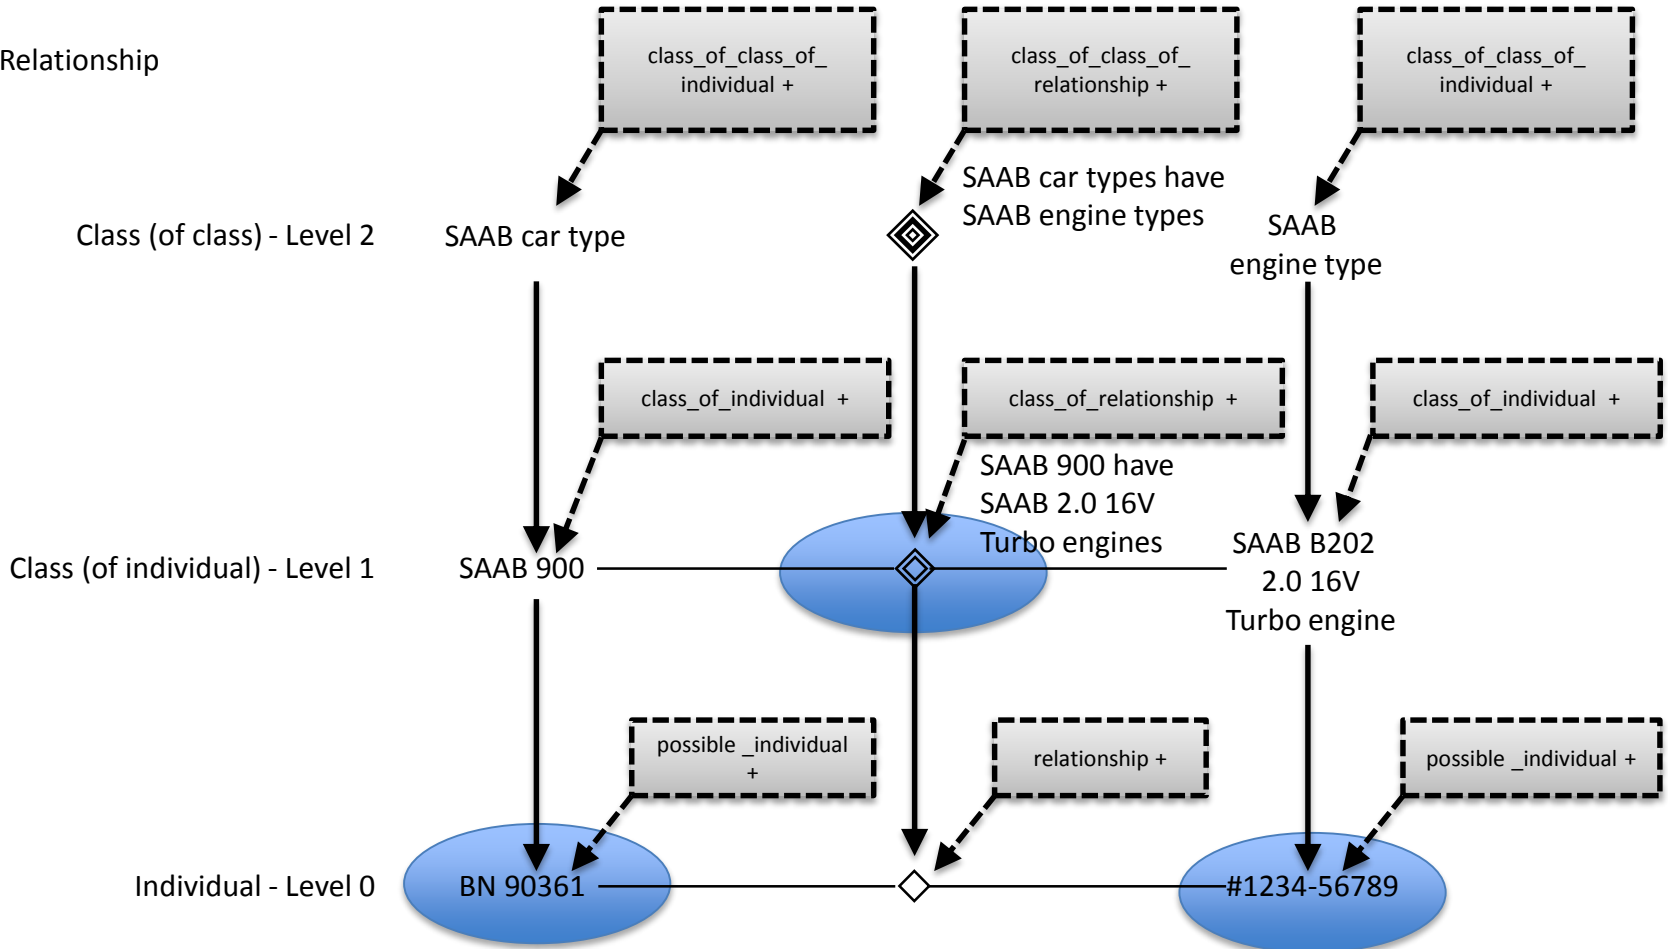 Relationship
class_of_class_of_
individual +
class_of_class_of_
relationship +
class_of_class_of_
individual +
SAAB car types have
SAAB engine types
Class (of class) - Level 2
SAAB car type
SAAB
engine type
class_of_individual +
class_of_relationship +
class_of_individual +
SAAB 900 have
SAAB 2.0 16V
Turbo engines
Class (of individual) - Level 1
SAAB 900
SAAB B202
2.0 16V
Turbo engine
possible _individual
+
relationship +
possible _individual +
Individual - Level 0
BN 90361
#1234-56789